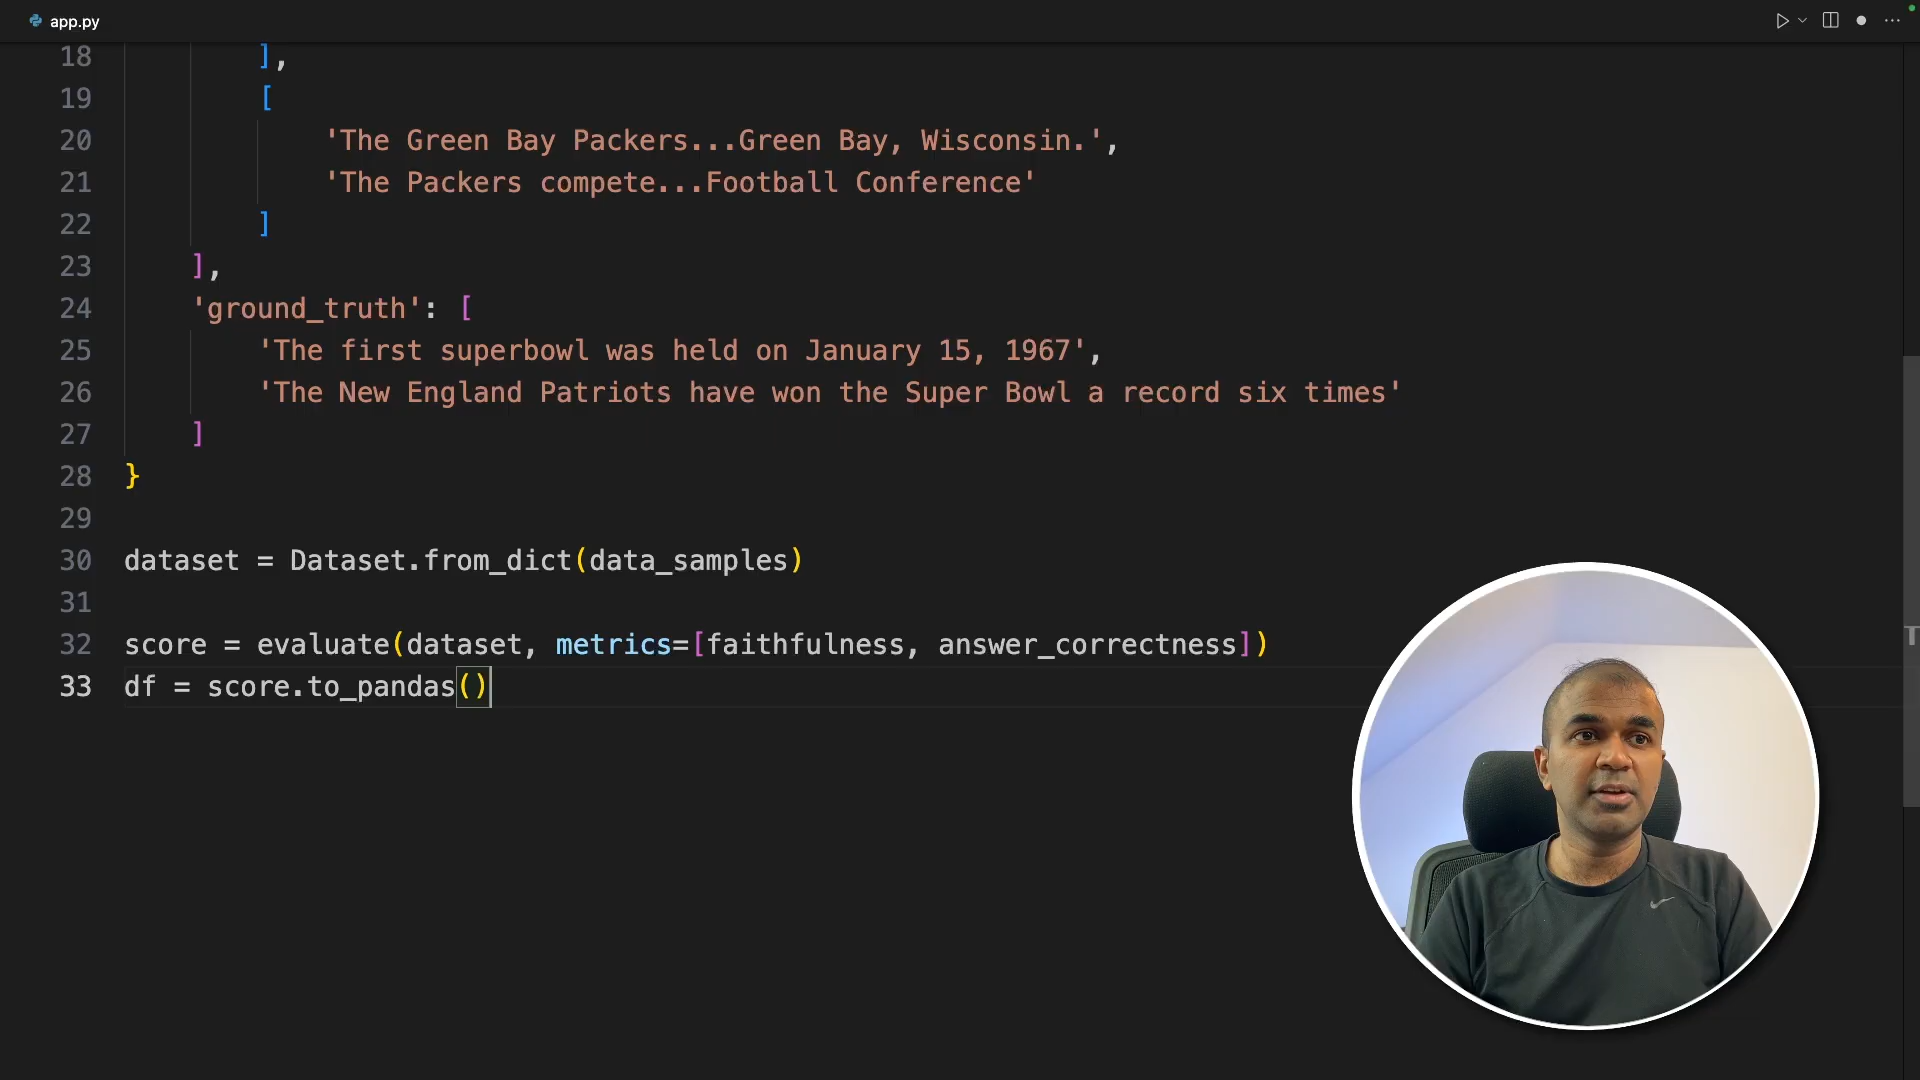 app.py
18 ],
19 [
20 'The Green Bay Packers...Green Bay, Wisconsin.',
21 'The Packers compete...Football Conference'
22 ]
23 ],
24 'ground_truth': [
25 'The first superbowl was held on January 15, 1967',
26 'The New England Patriots have won the Super Bowl a record six times'
27 ]
28 }
29
30 dataset = Dataset.from_dict(data_samples)
31
32 score = evaluate(dataset, metrics=[faithfulness, answer_correctness])
33 df = score.to_pandas()